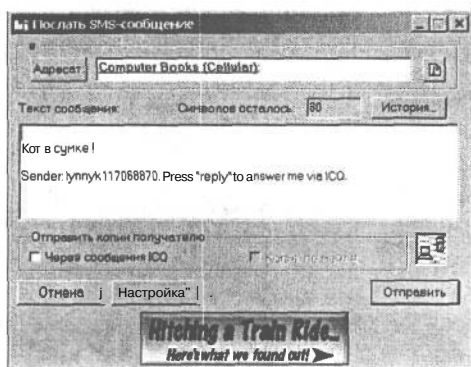 Послать SMS-сообщение
Адресат Computer Books (Cellular):
Текст сообщения: Символов осталось: 80 История...
Кот в сумке !
Sender: lynnyk 117068870. Press "reply" to answer me via ICQ.
Отправить копии получателю
Через сообщения ICQ
Отмена j Настройка" | .
Отправить
Hitching a Train Ride...
Here's what we found out!